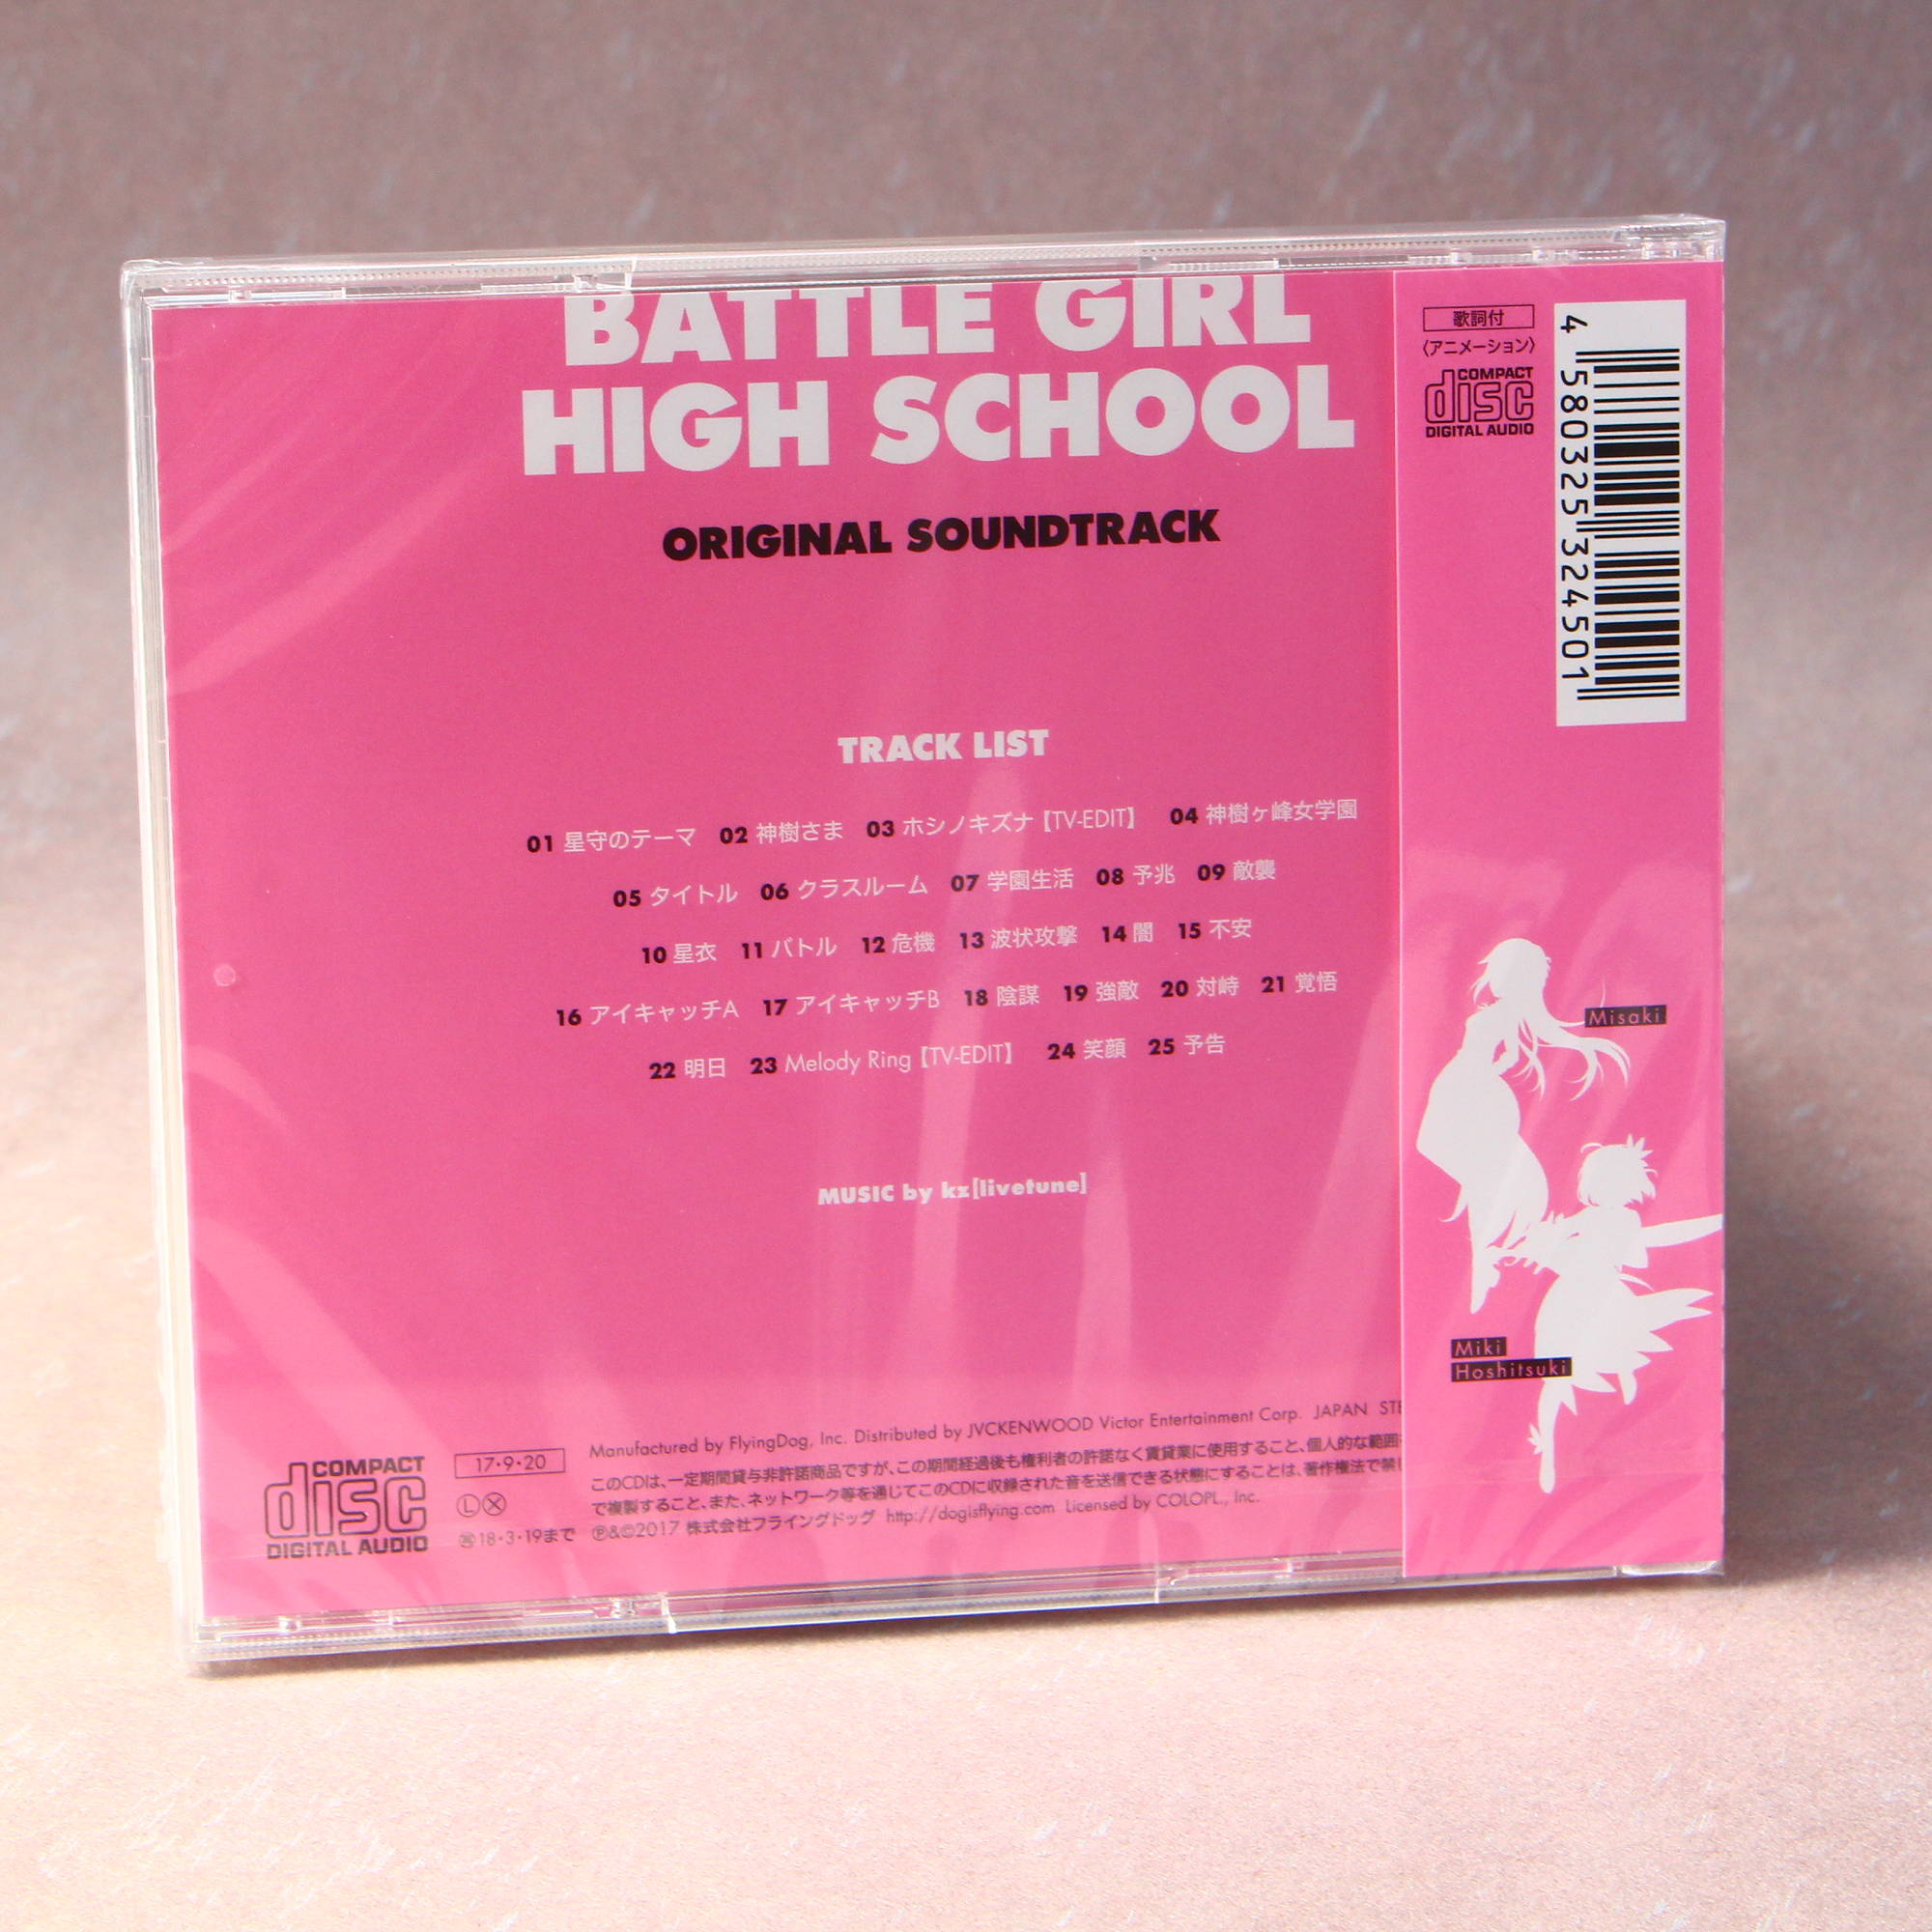 BATTLE GIRL
HIGH SCHOOL
ORIGINAL SOUNDTRACK
TRACK LIST
01 星守のテーマ 02 神樹さま 03 ホシノキズナ【TV-EDIT】 04 神樹ヶ峰女学園
05 タイトル 06 クラスルーム 07 学園生活 08 予兆 09 敵襲
10 星衣 11 バトル 12 危機 13 波状攻撃 14 闇 15 不安
16 アイキャッチA 17 アイキャッチB 18 陰謀 19 強敵 20 対峙 21 覚悟
22 明日 23 Melody Ring【TV-EDIT】 24 笑顔 25 予告
MUSIC by kz[livetune]
COMPACT
disc
DIGITAL AUDIO
17・9・20
Ⓛ Ⓧ
18・3・19まで
Manufactured by FlyingDog, Inc. Distributed by JVCKENWOOD Victor Entertainment Corp. JAPAN STE
このCDは、一定期間貸与非許諾商品ですが、この期間経過後も権利者の許諾なく賃貸業に使用すること、個人的な範囲
で複製すること、また、ネットワーク等を通じてこのCDに収録された音を送信できる状態にすることは、著作権法で禁
Ⓟ&©2017 株式会社フライングドッグ http://dogisflying.com Licensed by COLOPL, Inc.
歌詞付
〈アニメーション〉
COMPACT
disc
DIGITAL AUDIO
4 580325 324501
Misaki
Miki
Hoshitsuki